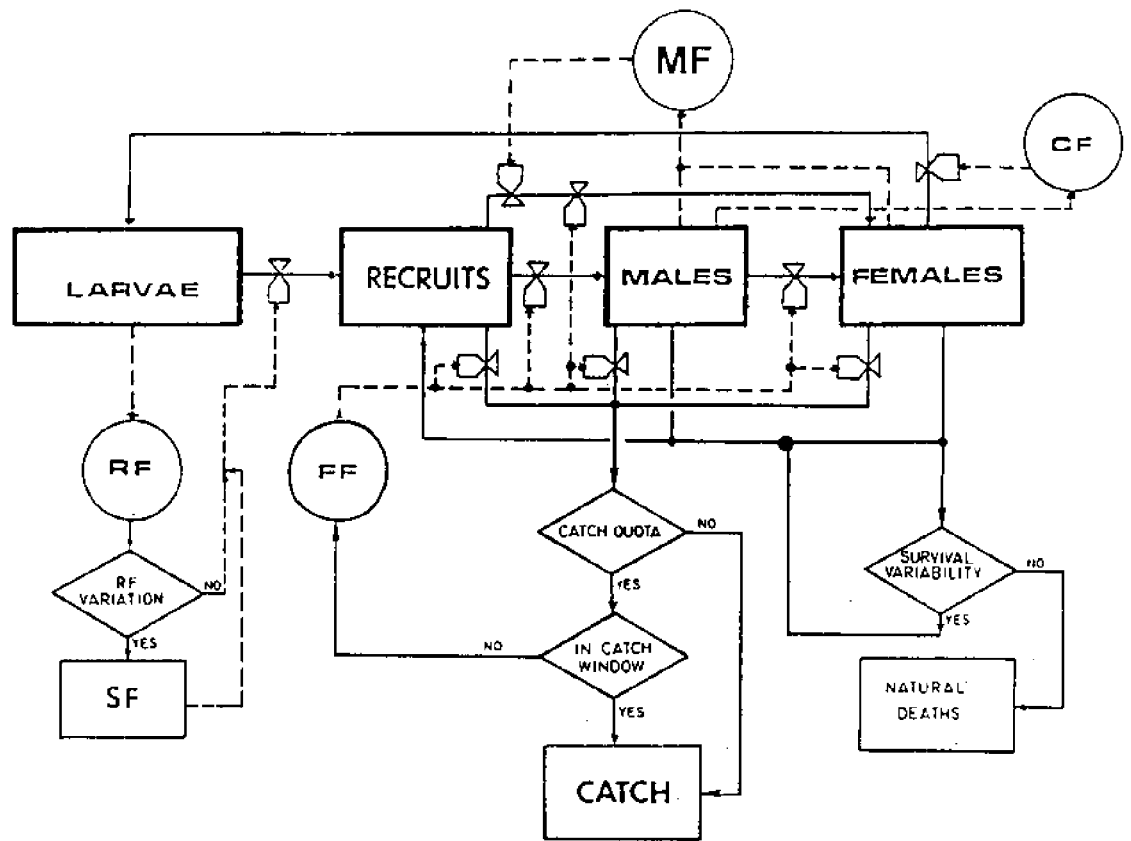 MF
CF
LARVAE
RECRUITS
MALES
FEMALES
RF
FF
CATCH QUOTA
NO
SURVIVAL
VARIABILITY
NO
RF
VARIATION
NO
YES
YES
YES
IN CATCH
WINDOW
NO
SF
YES
NATURAL
DEATHS
CATCH